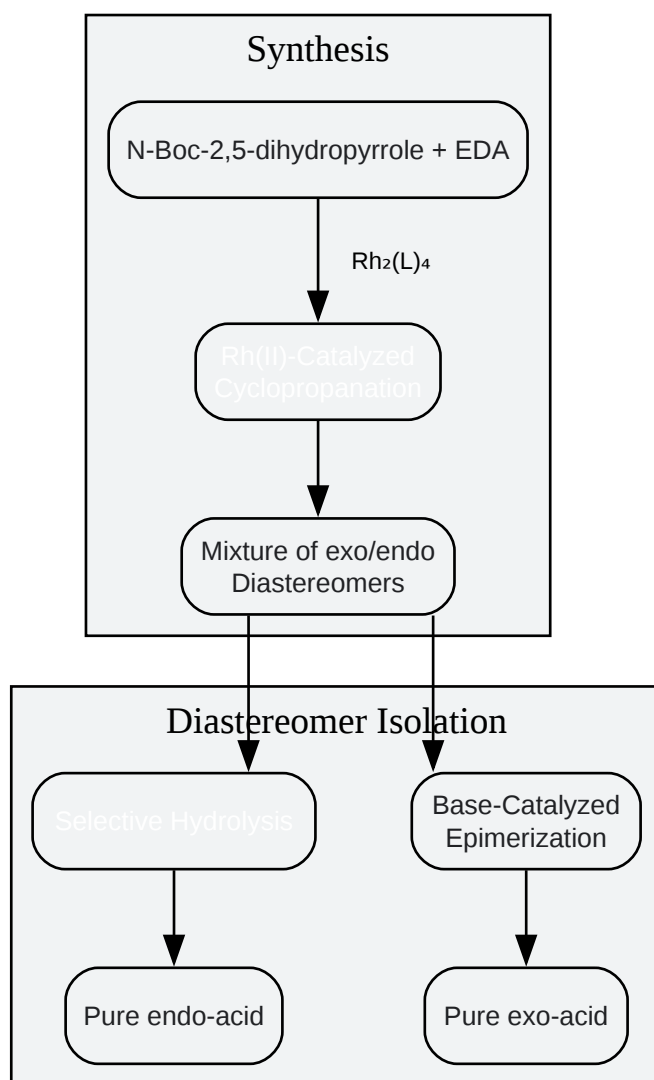 Synthesis
N-Boc-2,5-dihydropyrrole + EDA
Rh₂(L)₄
Rh(II)-Catalyzed
Cyclopropanation
Mixture of exo/endo
Diastereomers
Diastereomer Isolation
Selective Hydrolysis
Base-Catalyzed
Epimerization
Pure endo-acid
Pure exo-acid